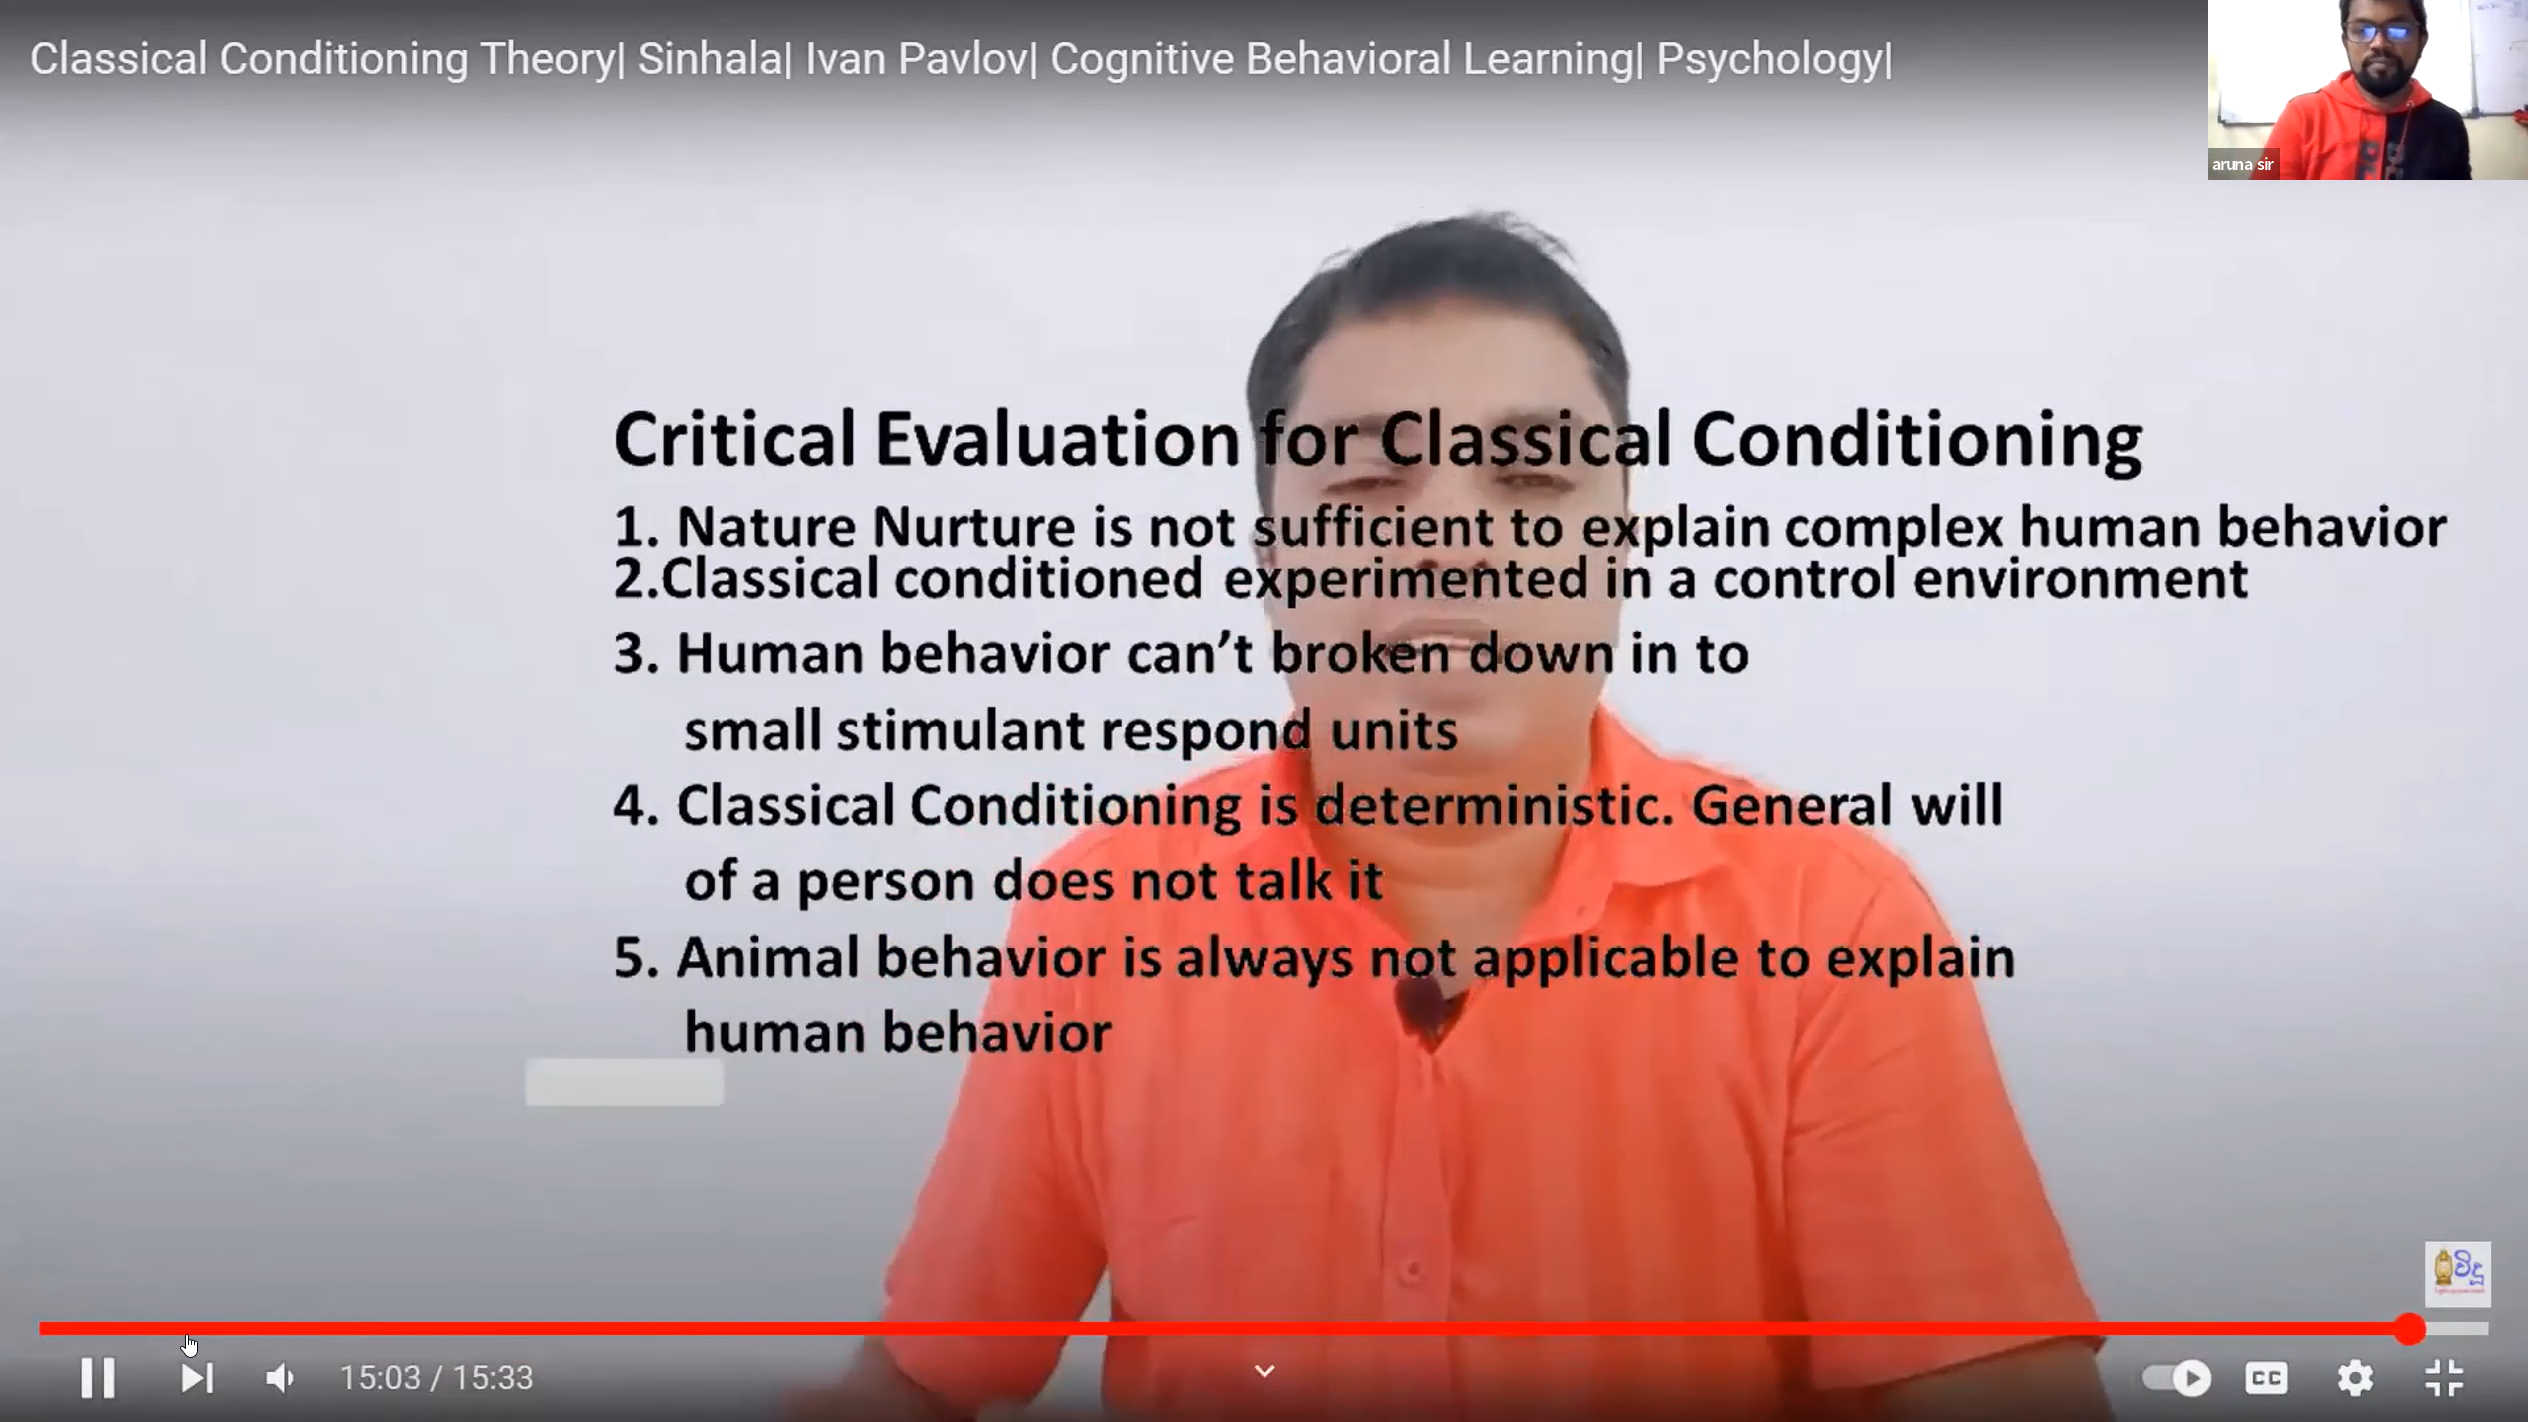 Classical Conditioning Theory| Sinhala| Ivan Pavlov| Cognitive Behavioral Learning| Psychology|
aruna sir
Critical Evaluation for Classical Conditioning
1. Nature Nurture is not sufficient to explain complex human behavior
2.Classical conditioned experimented in a control environment
3. Human behavior can’t broken down in to
small stimulant respond units
4. Classical Conditioning is deterministic. General will
of a person does not talk it
5. Animal behavior is always not applicable to explain
human behavior
විදු
15:03 / 15:33
CC